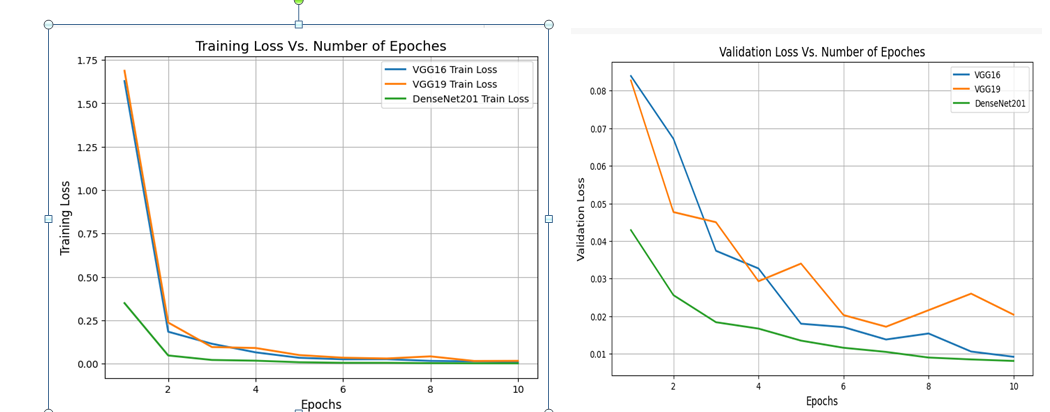 Training Loss Vs. Number of Epoches
1.75
1.50
1.25
1.00
0.75
0.50
0.25
0.00
Training Loss
VGG16 Train Loss
VGG19 Train Loss
DenseNet201 Train Loss
2
4
6
8
10
Epochs
Validation Loss Vs. Number of Epoches
0.08
0.07
0.06
0.05
0.04
0.03
0.02
0.01
Validation Loss
VGG16
VGG19
DenseNet201
2
4
6
8
10
Epochs